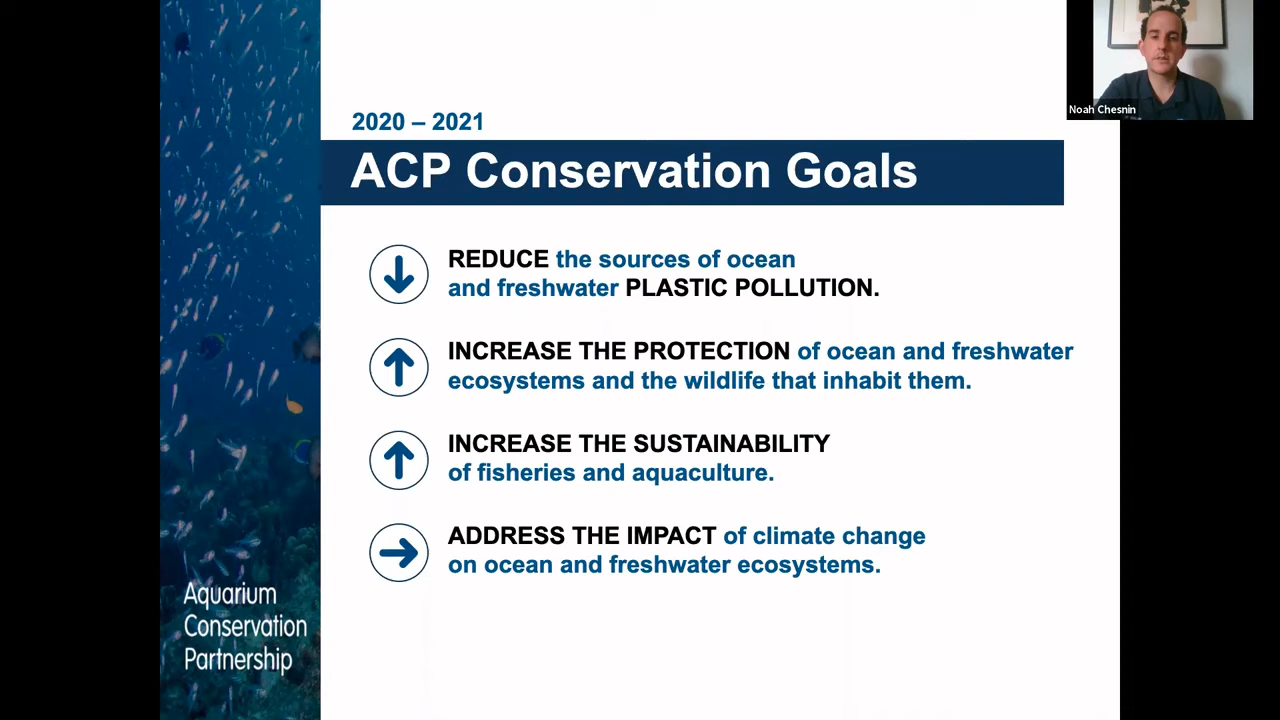 Noah Chesnin
2020 – 2021
ACP Conservation Goals
REDUCE the sources of ocean
and freshwater PLASTIC POLLUTION.
INCREASE THE PROTECTION of ocean and freshwater
ecosystems and the wildlife that inhabit them.
INCREASE THE SUSTAINABILITY
of fisheries and aquaculture.
ADDRESS THE IMPACT of climate change
on ocean and freshwater ecosystems.
Aquarium
Conservation
Partnership